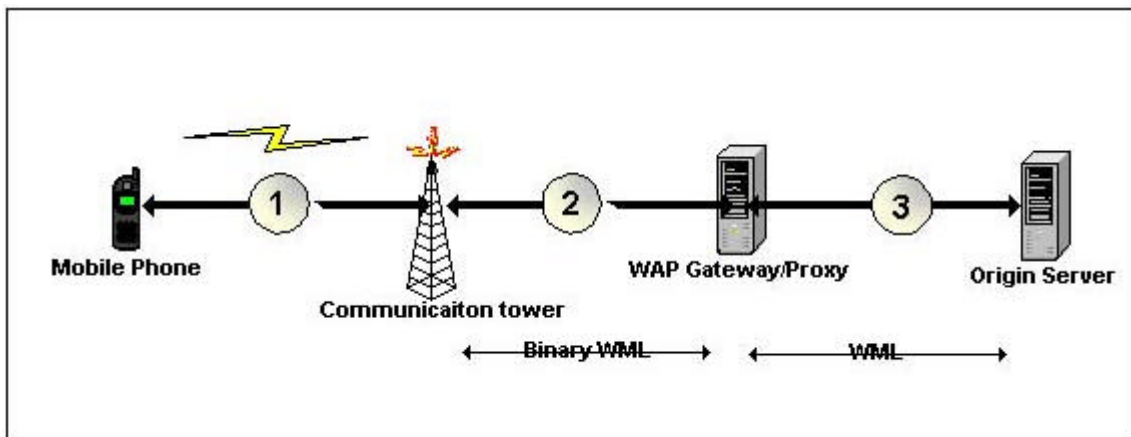 1
2
3
Mobile Phone
WAP Gateway/Proxy
Origin Server
Communicaiton tower
Binary WML
WML